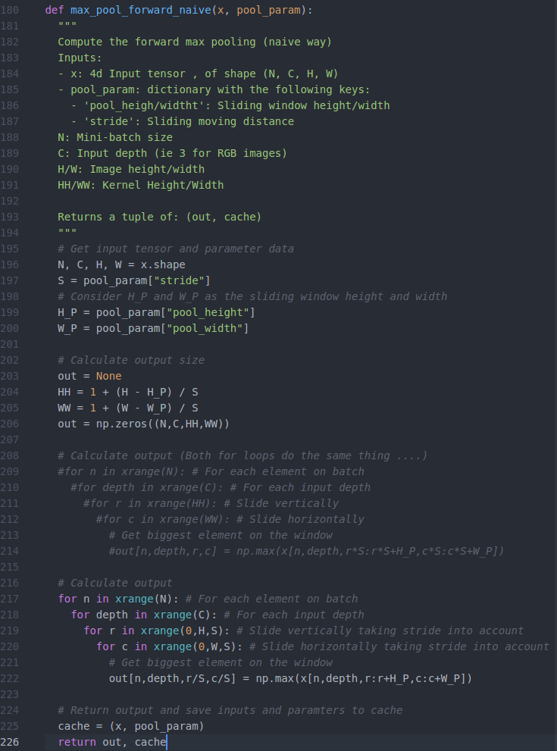 180 def max_pool_forward_naive(x, pool_param):
181   """
182   Compute the forward max pooling (naive way)
183   Inputs:
184   - x: 4d Input tensor , of shape (N, C, H, W)
185   - pool_param: dictionary with the following keys:
186     - 'pool_heigh/widtht': Sliding window height/width
187     - 'stride': Sliding moving distance
188   N: Mini-batch size
189   C: Input depth (ie 3 for RGB images)
190   H/W: Image height/width
191   HH/WW: Kernel Height/Width
192
193   Returns a tuple of: (out, cache)
194   """
195   # Get input tensor and parameter data
196   N, C, H, W = x.shape
197   S = pool_param["stride"]
198   # Consider H_P and W_P as the sliding window height and width
199   H_P = pool_param["pool_height"]
200   W_P = pool_param["pool_width"]
201
202   # Calculate output size
203   out = None
204   HH = 1 + (H - H_P) / S
205   WW = 1 + (W - W_P) / S
206   out = np.zeros((N,C,HH,WW))
207
208   # Calculate output (Both for loops do the same thing ....)
209   #for n in xrange(N): # For each element on batch
210     #for depth in xrange(C): # For each input depth
211       #for r in xrange(HH): # Slide vertically
212         #for c in xrange(WW): # Slide horizontally
213           # Get biggest element on the window
214           #out[n,depth,r,c] = np.max(x[n,depth,r*S:r*S+H_P,c*S:c*S+W_P])
215
216   # Calculate output
217   for n in xrange(N): # For each element on batch
218     for depth in xrange(C): # For each input depth
219       for r in xrange(0,H,S): # Slide vertically taking stride into account
220         for c in xrange(0,W,S): # Slide horizontally taking stride into account
221           # Get biggest element on the window
222           out[n,depth,r/S,c/S] = np.max(x[n,depth,r:r+H_P,c:c+W_P])
223
224   # Return output and save inputs and paramters to cache
225   cache = (x, pool_param)
226   return out, cache